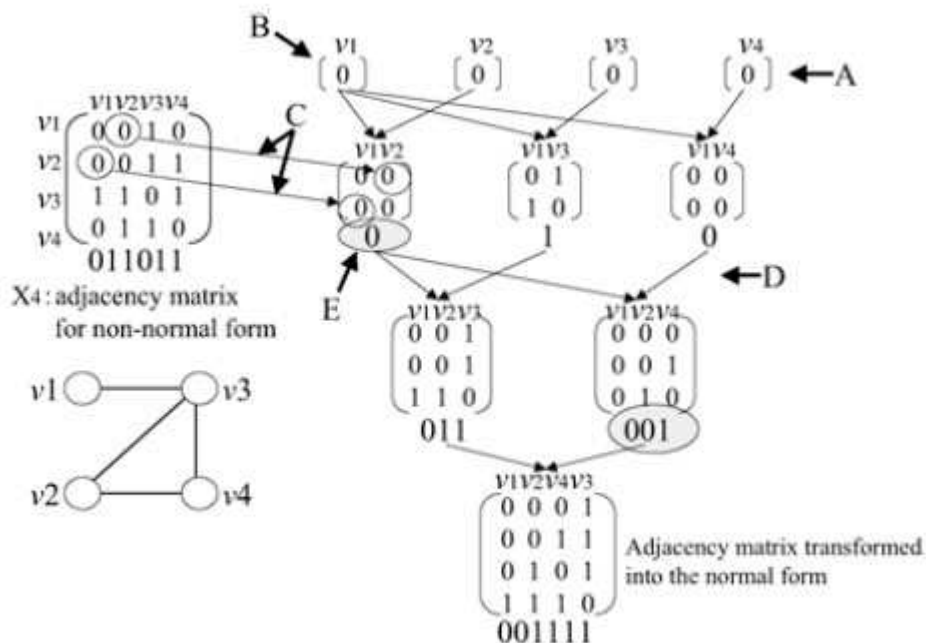 B
v1 v2 v3 v4
0 0 0 0
A
v1v2v3v4
v1 0 0 1 0
v2 0 0 1 1
v3 1 1 0 1
v4 0 1 1 0
011011
C
X4: adjacency matrix
for non-normal form
v1v2 v1v3 v1v4
0 0 0 1 0 0
0 0 1 0 0 0
0 1 0
E
D
v1v2v3 v1v2v4
0 0 1 0 0 0
0 0 1 0 0 1
1 1 0 0 1 0
011 001
v1 v3
v2 v4
v1v2v4v3
0 0 0 1
0 0 1 1
0 1 0 1
1 1 1 0
001111
Adjacency matrix transformed
into the normal form